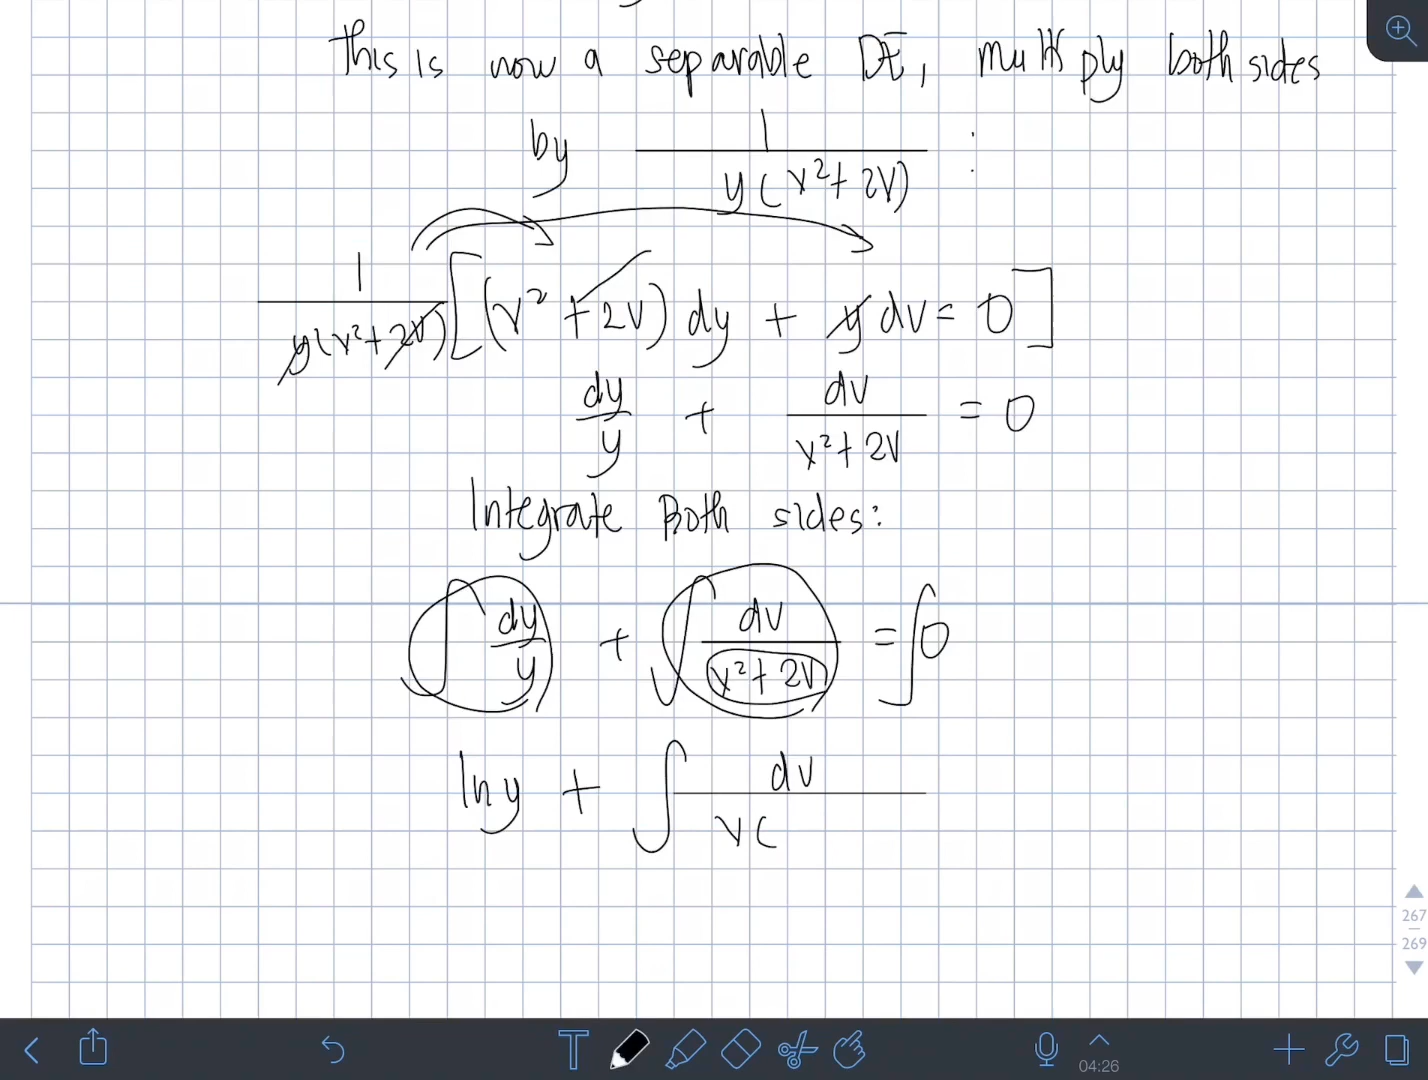 This is now a separable DE, multiply both sides
by 1/(y(v²+2v)) :
1/(y(v²+2v)) [(v²+2v) dy + y dv = 0]
dy/y + dv/(v²+2v) = 0
Integrate Both sides:
∫ dy/y + ∫ dv/(v²+2v) = ∫ 0
ln y + ∫ dv/(v(
267
269
T
04:26